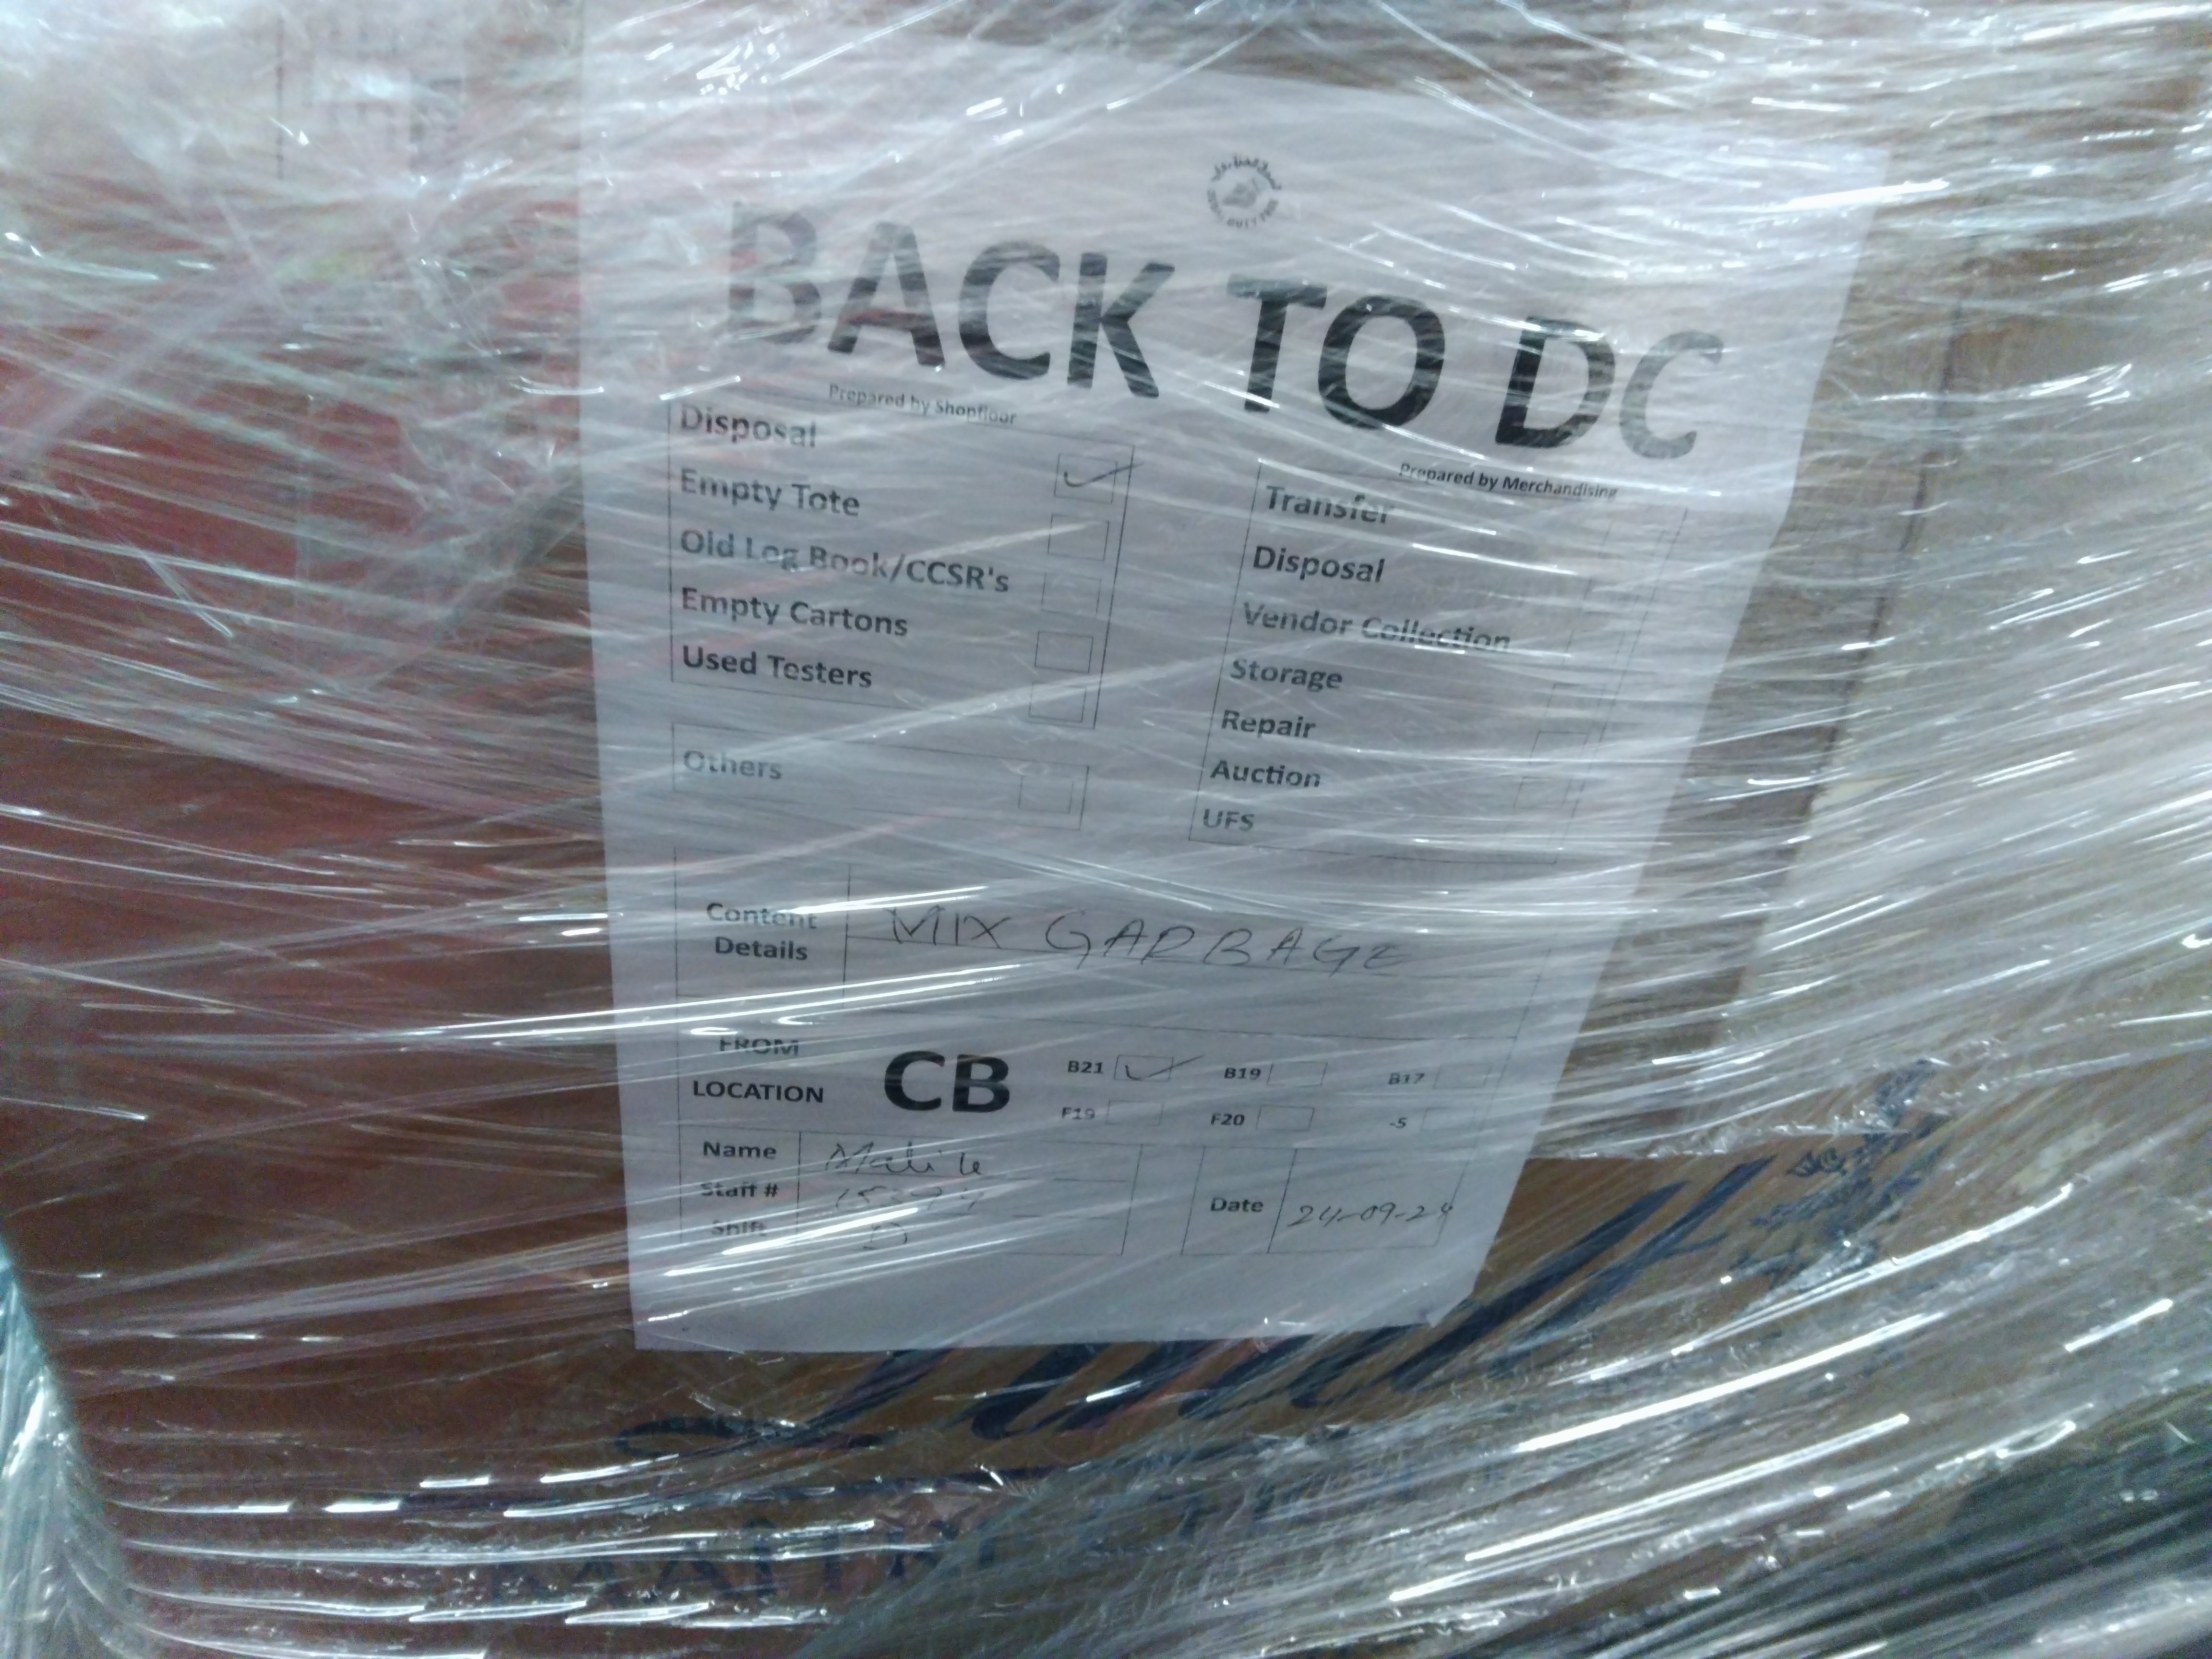 BACK TO DC
Prepared by Shopfloor
Disposal
Empty Tote
Old Log Book/CCSR's
Empty Cartons
Used Testers
Others
Prepared by Merchandising
Transfer
Disposal
Vendor Collection
Storage
Repair
Auction
UFS
Content
Details
MIX GARBAGE
FROM
LOCATION
CB
B21
B19
B17
F19
F20
-5
Name
Staff #
Shift
D
Date
24-09-24